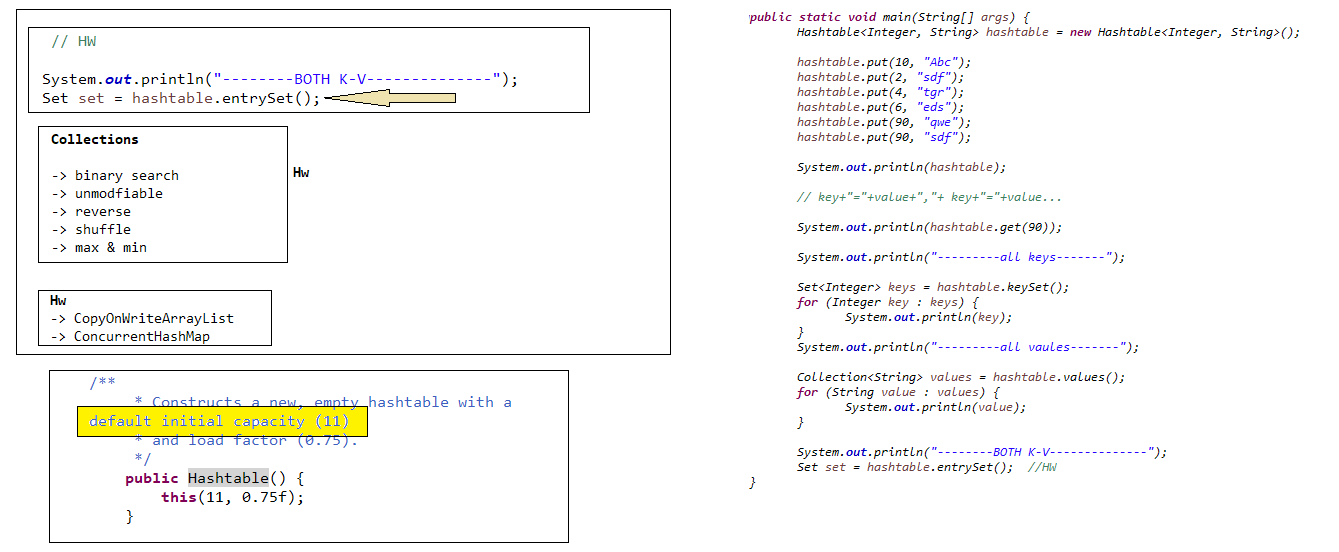 // HW
System.out.println("--------BOTH K-V--------------");
Set set = hashtable.entrySet();
Collections
-> binary search
-> unmodfiable
-> reverse
-> shuffle
-> max & min
Hw
Hw
-> CopyOnWriteArrayList
-> ConcurrentHashMap
/**
* Constructs a new, empty hashtable with a
default initial capacity (11)
* and load factor (0.75).
*/
public Hashtable() {
this(11, 0.75f);
}
public static void main(String[] args) {
Hashtable<Integer, String> hashtable = new Hashtable<Integer, String>();
hashtable.put(10, "Abc");
hashtable.put(2, "sdf");
hashtable.put(4, "tgr");
hashtable.put(6, "eds");
hashtable.put(90, "qwe");
hashtable.put(90, "sdf");
System.out.println(hashtable);
// key+"="+value+","+ key+"="+value...
System.out.println(hashtable.get(90));
System.out.println("---------all keys-------");
Set<Integer> keys = hashtable.keySet();
for (Integer key : keys) {
System.out.println(key);
}
System.out.println("---------all vaules-------");
Collection<String> values = hashtable.values();
for (String value : values) {
System.out.println(value);
}
System.out.println("--------BOTH K-V--------------");
Set set = hashtable.entrySet(); //HW
}